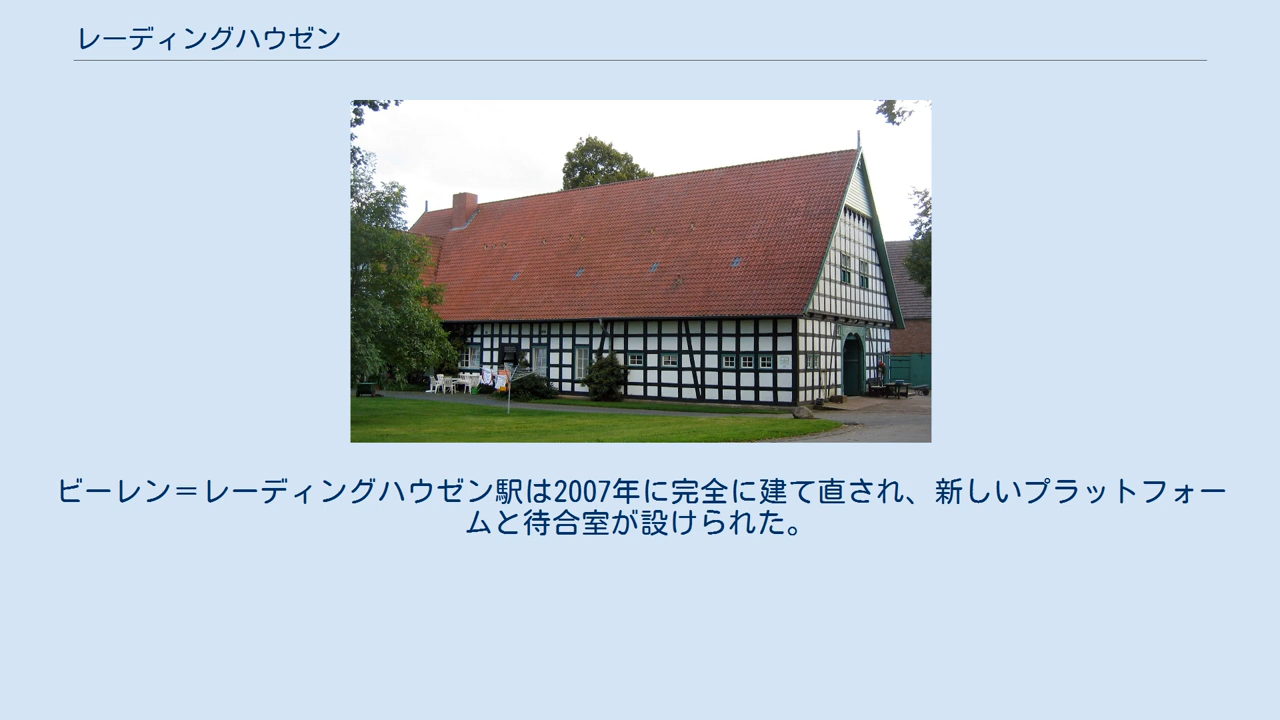 レーディングハウゼン
ビーレン＝レーディングハウゼン駅は2007年に完全に建て直され、新しいプラットフォー
ムと待合室が設けられた。